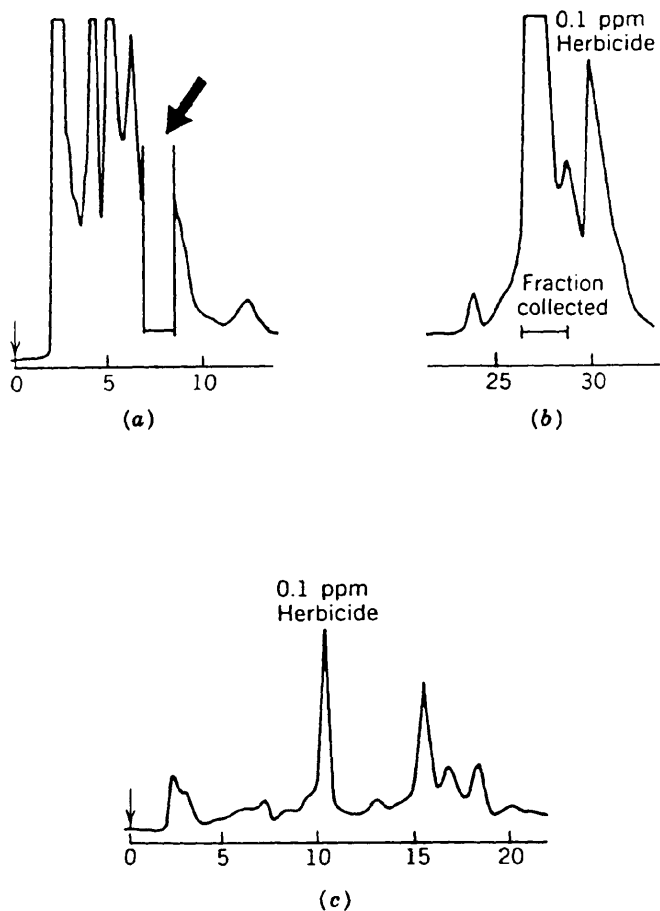 0.1 ppm
Herbicide
Fraction
collected
0 5 10
25 30
(a)
(b)
0.1 ppm
Herbicide
0 5 10 15 20
(c)